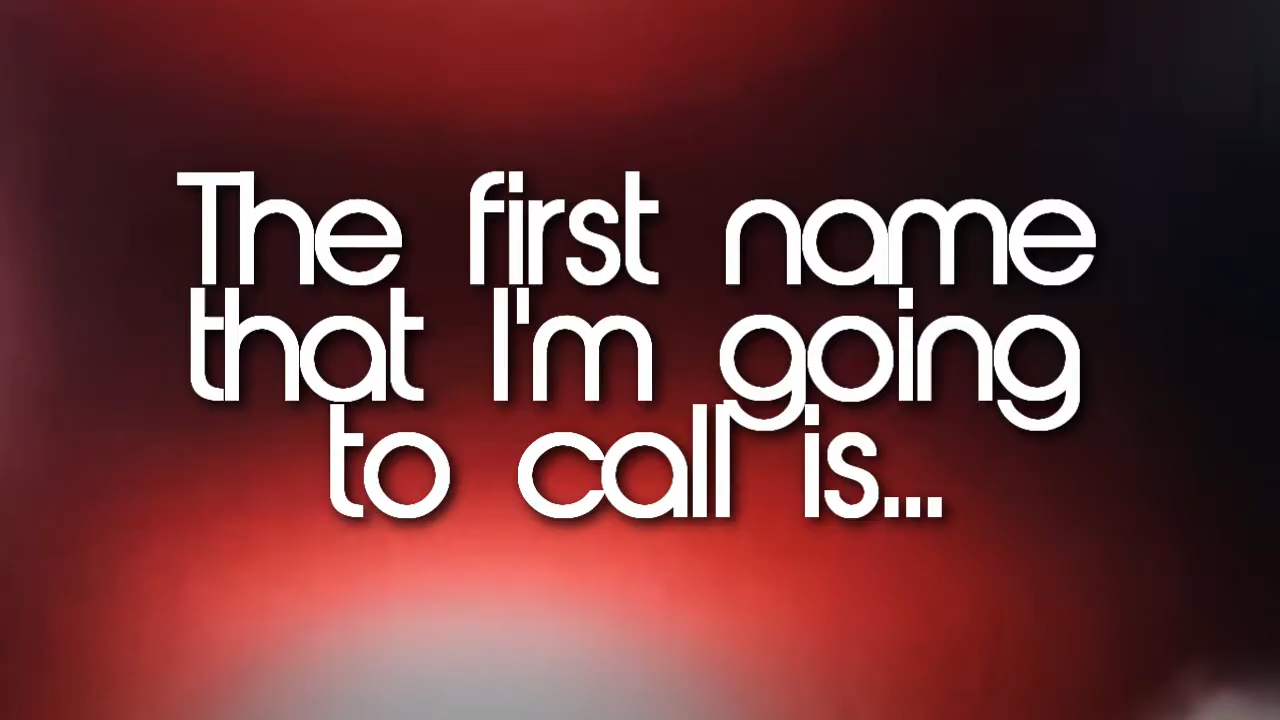 The first name
that I'm going
to call is...